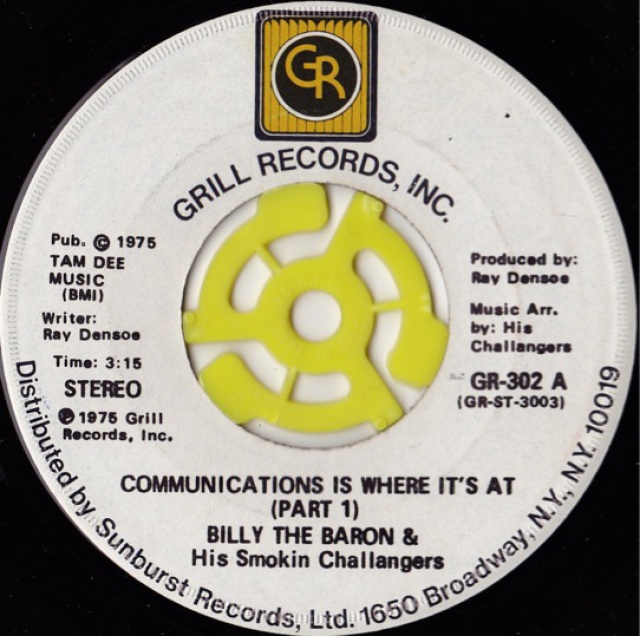 GR
GRILL RECORDS, INC.
Pub. © 1975
TAM DEE
MUSIC
(BMI)
Writer:
Ray Densoe
Time: 3:15
STEREO
℗ 1975 Grill
Records, Inc.
Produced by:
Ray Densoe
Music Arr.
by: His
Challangers
GR-302 A
(GR-ST-3003)
COMMUNICATIONS IS WHERE IT'S AT
(PART 1)
BILLY THE BARON &
His Smokin Challangers
Distributed by Sunburst Records, Ltd. 1650 Broadway, N.Y., N.Y. 10019